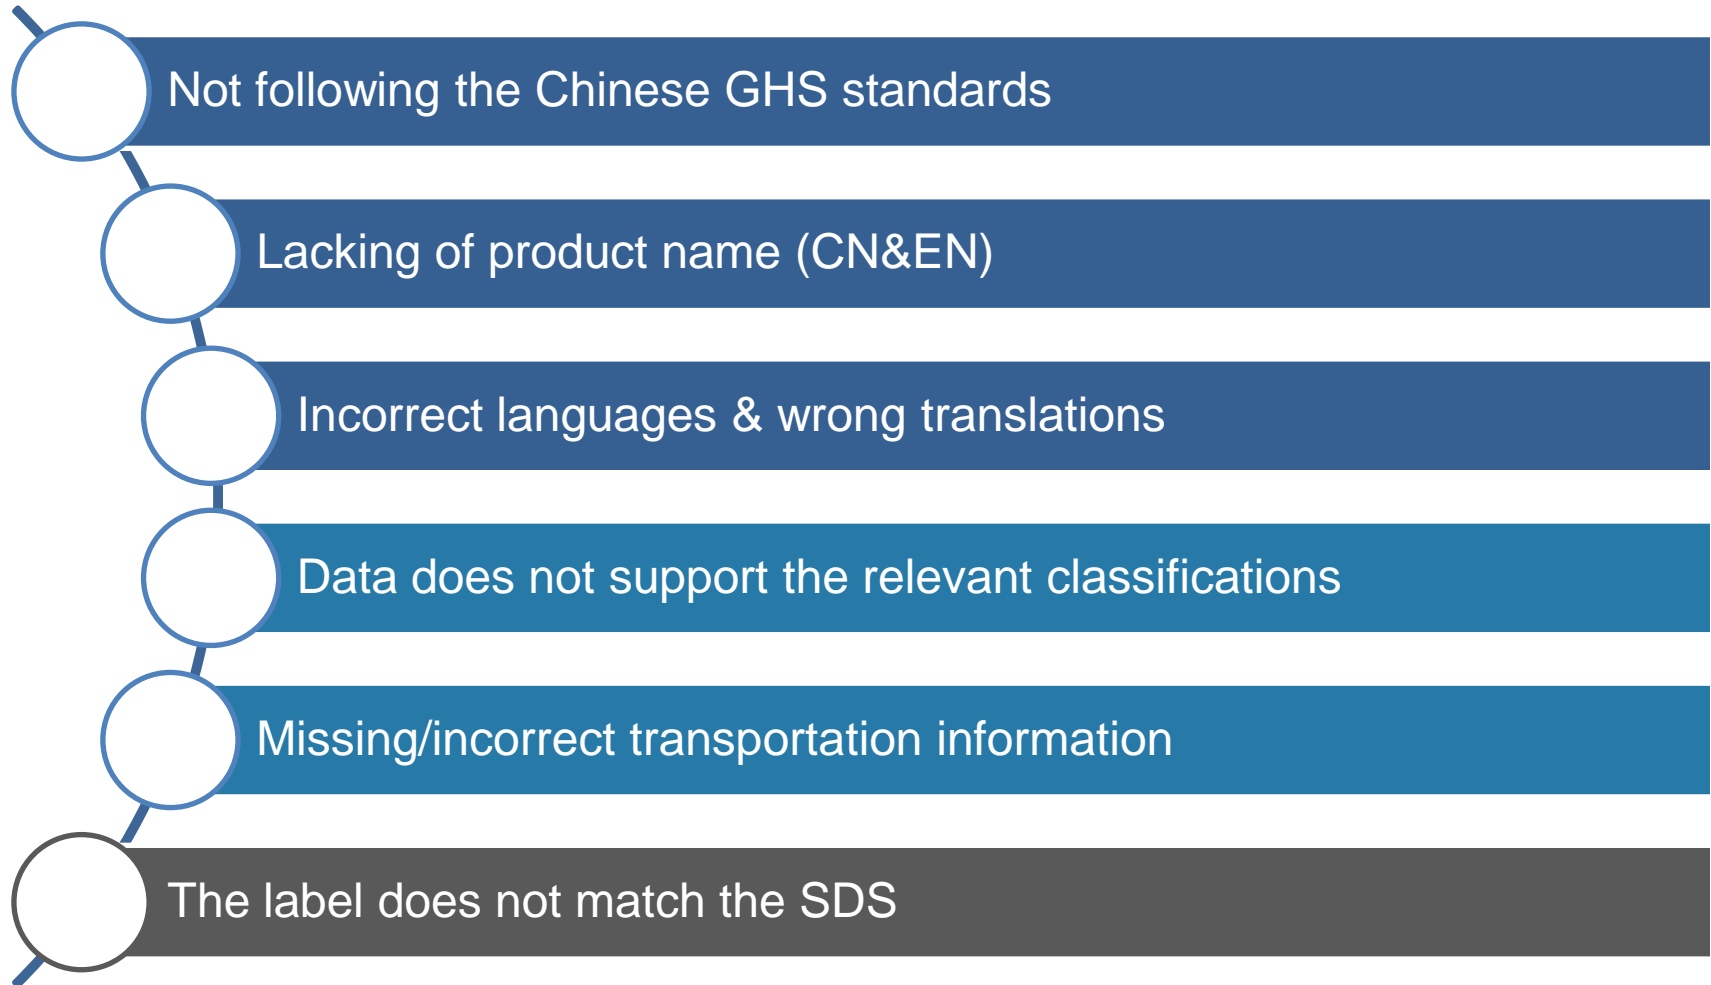 Not following the Chinese GHS standards
Lacking of product name (CN&EN)
Incorrect languages & wrong translations
Data does not support the relevant classifications
Missing/incorrect transportation information
The label does not match the SDS